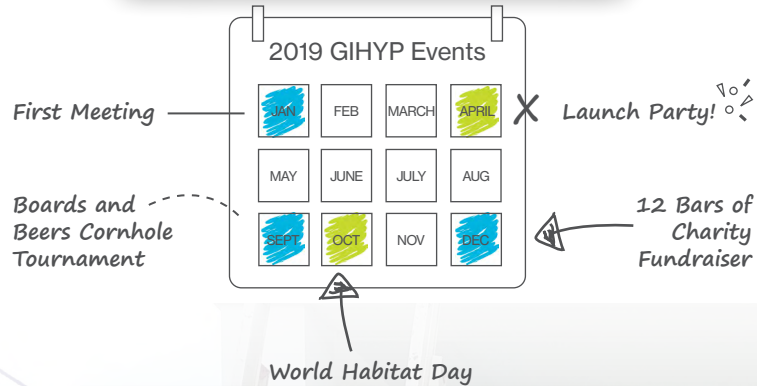 2019 GIHYP Events
First Meeting
JAN
FEB
MARCH
APRIL
Launch Party!
MAY
JUNE
JULY
AUG
Boards and
Beers Cornhole
Tournament
SEPT
OCT
NOV
DEC
12 Bars of
Charity
Fundraiser
World Habitat Day